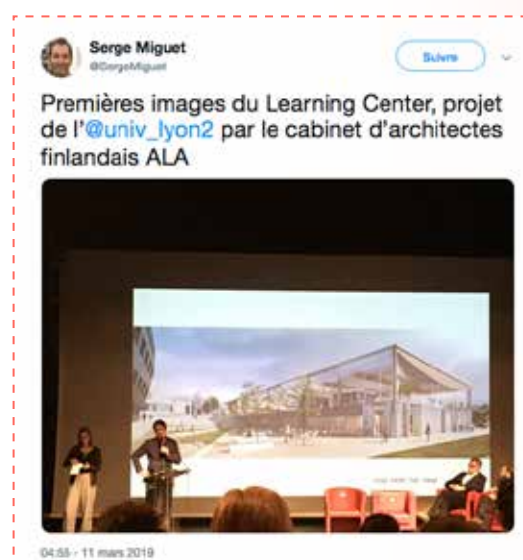 Serge Miguet
@SergeMiguet
Suivre
Premières images du Learning Center, projet
de l'@univ_lyon2 par le cabinet d'architectes
finlandais ALA
04:55 - 11 mars 2019